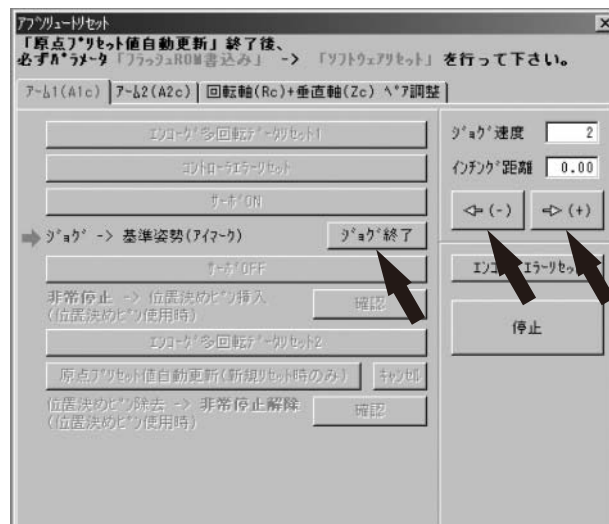 アブソリュートリセット
「原点プリセット値自動更新」終了後、
必ずパラメータ「フラッシュROM書込み」 -> 「ソフトウェアリセット」 を行って下さい。
アーム1(A1c) アーム2(A2c) 回転軸(Rc)+垂直軸(Zc) ペア調整
エンコーダ多回転データリセット1
コントローラエラーリセット
サーボON
ジョグ -> 基準姿勢(アイマーク) ジョグ終了
サーボOFF
非常停止 -> 位置決めピン挿入
(位置決めピン使用時)
確認
エンコーダ多回転データリセット2
原点プリセット値自動更新(新規リセット時のみ) キャンセル
位置決めピン除去 -> 非常停止解除
(位置決めピン使用時)
確認
ジョグ速度 2
インチング距離 0.00
(-) (+)
エンコ エラーリセ
停止